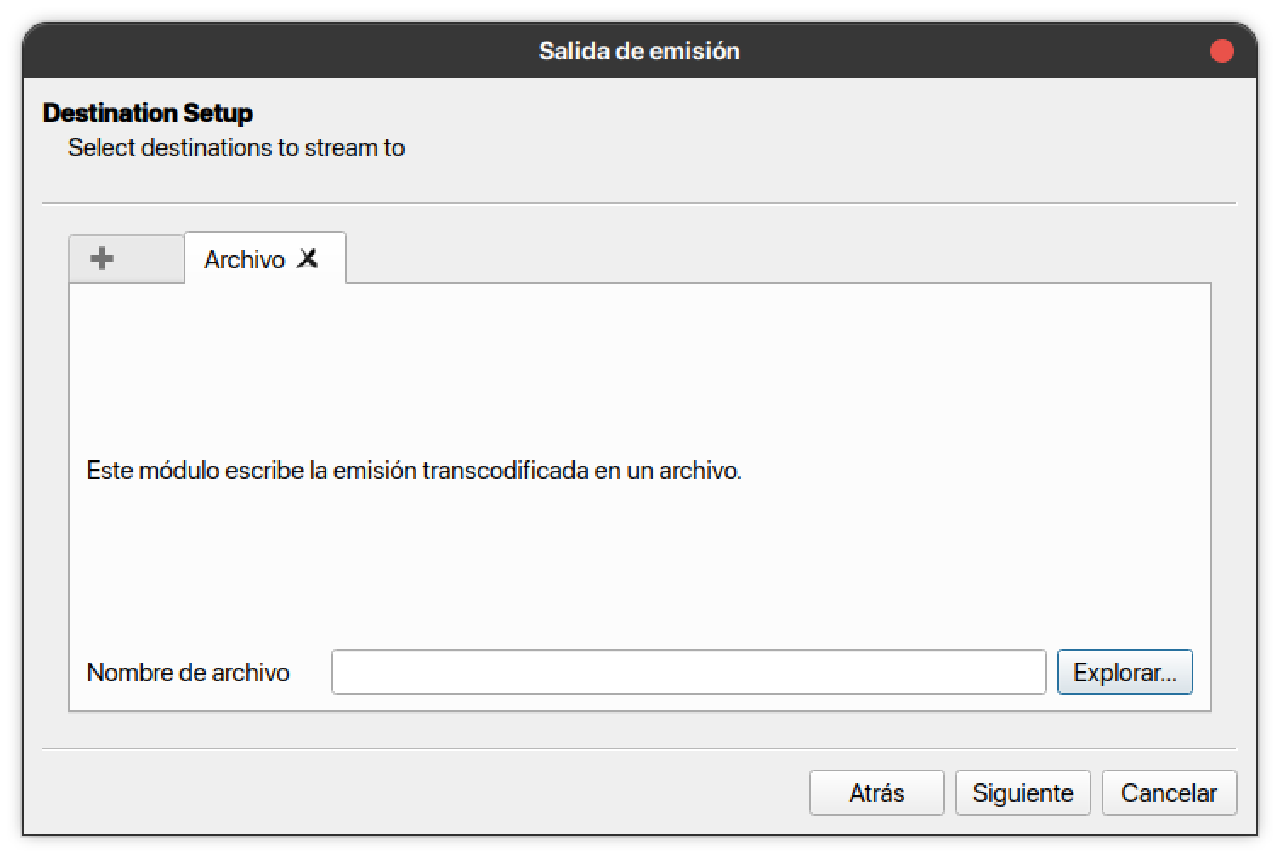 Salida de emisión
Destination Setup
Select destinations to stream to
Archivo
Este módulo escribe la emisión transcodificada en un archivo.
Nombre de archivo
Explorar...
Atrás
Siguiente
Cancelar